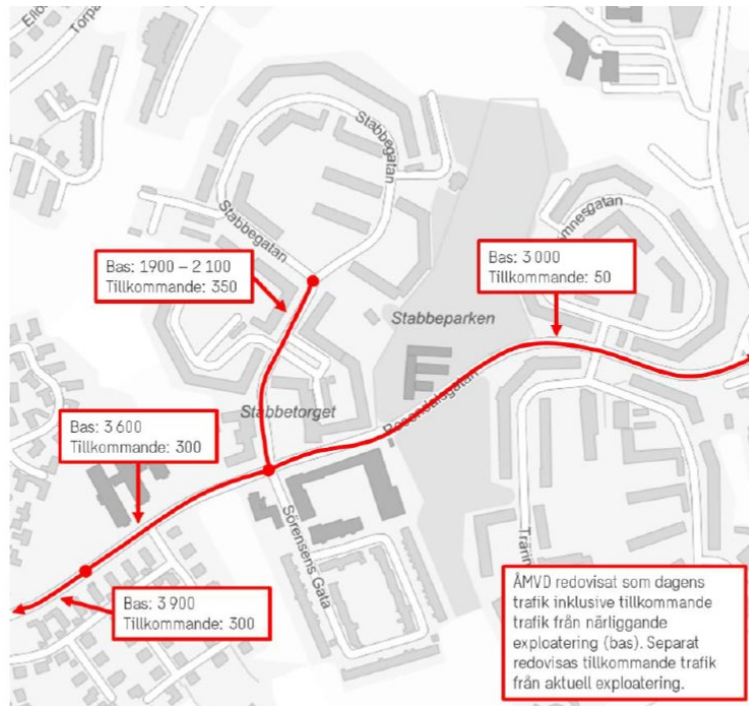 Stabbegatan
Stabbegatan
Bas: 1900 – 2 100
Tillkommande: 350
Bas: 3 000
Tillkommande: 50
Stabbeparken
Stabbetorget
Bas: 3 600
Tillkommande: 300
Sörensens Gata
Bas: 3 900
Tillkommande: 300
ÅMVD redovisat som dagens
trafik inklusive tillkommande
trafik från närliggande
exploatering (bas). Separat
redovisas tillkommande trafik
från aktuell exploatering.